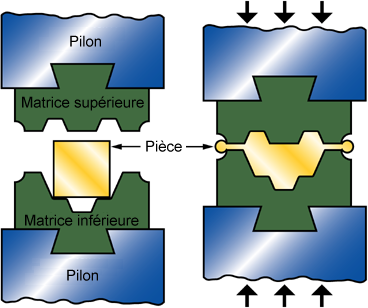 Pilon
Matrice supérieure
Pièce
Matrice inférieure
Pilon